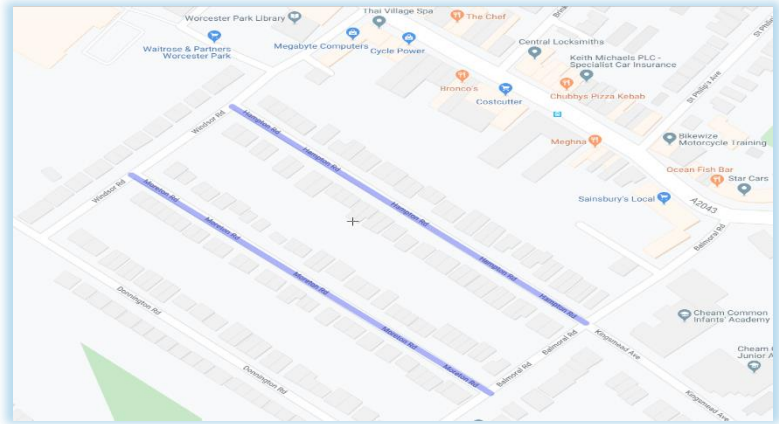 Thai Village Spa
The Chef
Worcester Park Library
Central Locksmiths
Waitrose & Partners
Worcester Park
Megabyte Computers
Cycle Power
Keith Michaels PLC -
Specialist Car Insurance
St Philip's Ave
Bronco's
Costcutter
Chubbys Pizza Kebab
Windsor Rd
Hampton Rd
Hampton Rd
Meghna
Bikewize
Motorcycle Training
Ocean Fish Bar
Star Cars
Windsor Rd
Moreton Rd
Hampton Rd
Sainsbury's Local
A2043
Moreton Rd
Balmoral Rd
Hampton Rd
Moreton Rd
Donnington Rd
Hampton Rd
Cheam Common
Infants' Academy
Moreton Rd
Balmoral Rd
Kingsmead Ave
Cheam
Junior A
Donnington Rd
Moreton Rd
Balmoral Rd
Kingsmead Ave